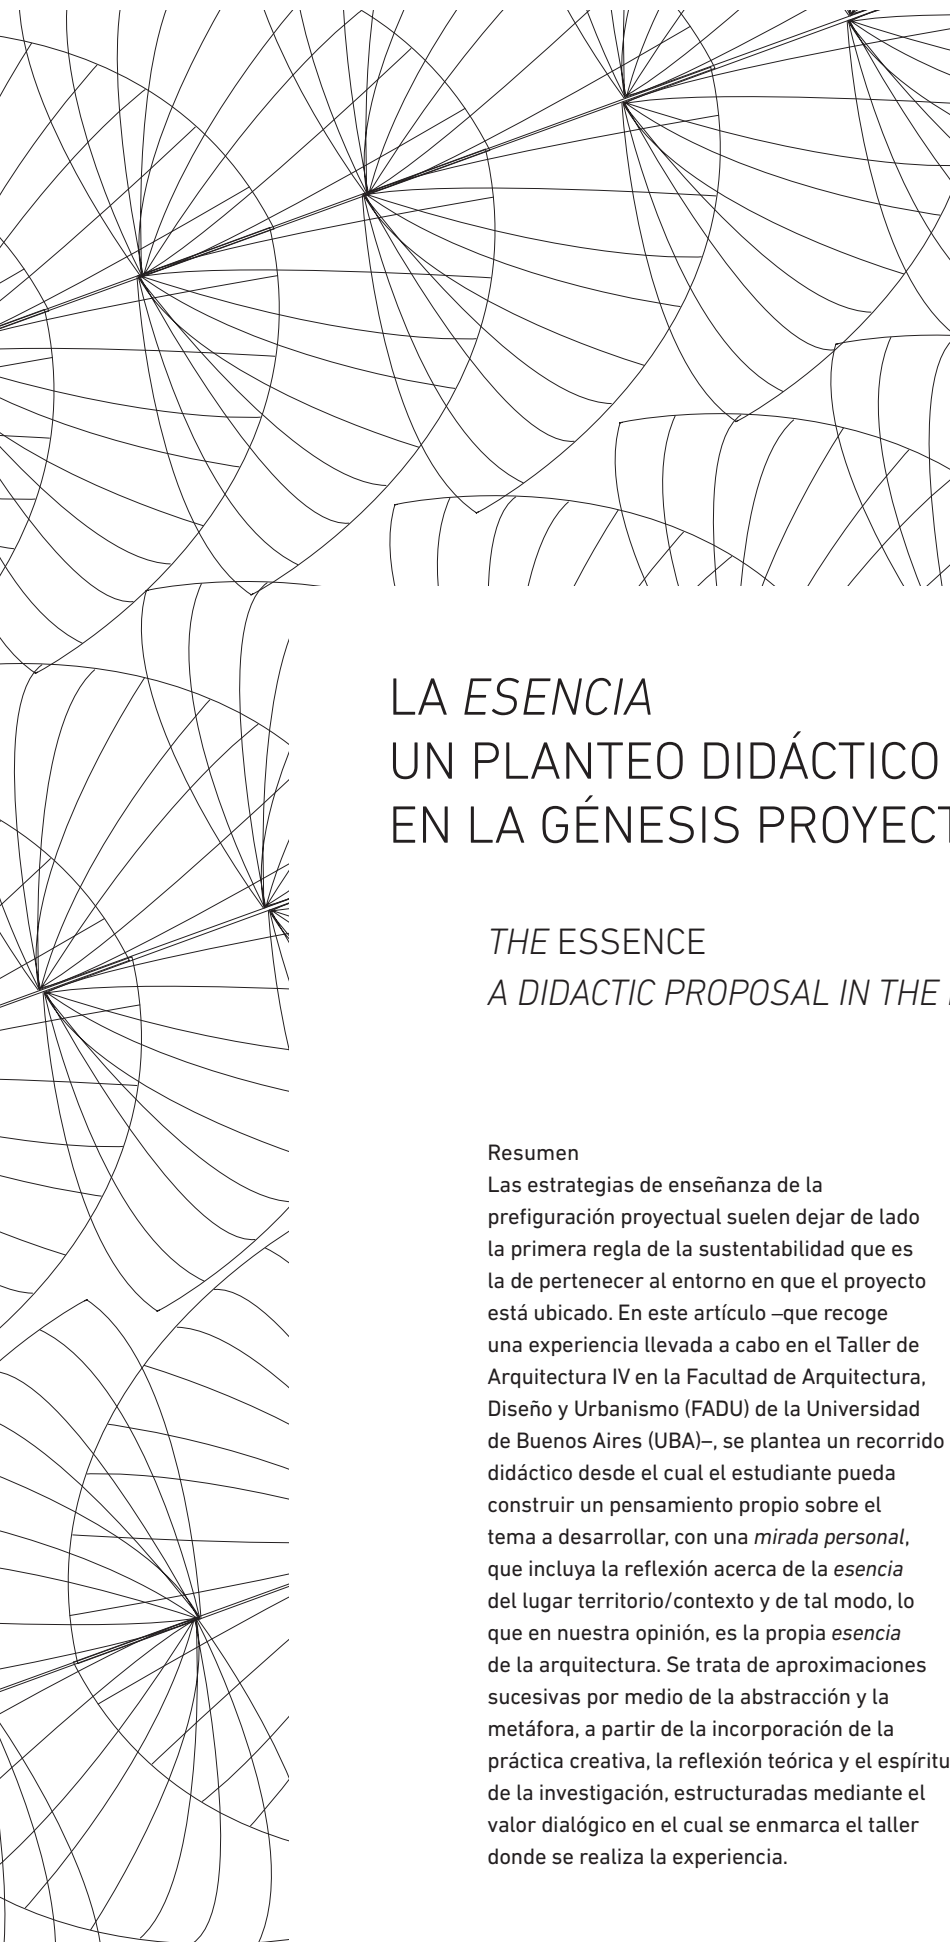 LA ESENCIA
UN PLANTEO DIDÁCTICO
EN LA GÉNESIS PROYECT
THE ESSENCE
A DIDACTIC PROPOSAL IN THE
Resumen
Las estrategias de enseñanza de la
prefiguración proyectual suelen dejar de lado
la primera regla de la sustentabilidad que es
la de pertenecer al entorno en que el proyecto
está ubicado. En este artículo –que recoge
una experiencia llevada a cabo en el Taller de
Arquitectura IV en la Facultad de Arquitectura,
Diseño y Urbanismo (FADU) de la Universidad
de Buenos Aires (UBA)–, se plantea un recorrido
didáctico desde el cual el estudiante pueda
construir un pensamiento propio sobre el
tema a desarrollar, con una mirada personal,
que incluya la reflexión acerca de la esencia
del lugar territorio/contexto y de tal modo, lo
que en nuestra opinión, es la propia esencia
de la arquitectura. Se trata de aproximaciones
sucesivas por medio de la abstracción y la
metáfora, a partir de la incorporación de la
práctica creativa, la reflexión teórica y el espíritu
de la investigación, estructuradas mediante el
valor dialógico en el cual se enmarca el taller
donde se realiza la experiencia.